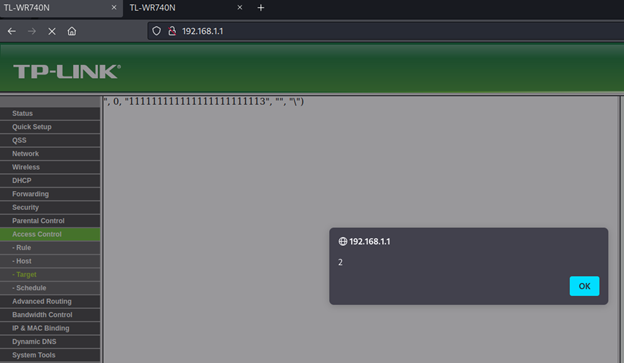 TL-WR740N
TL-WR740N
192.168.1.1
TP-LINK®
", 0, "1111111111111111111111113", "", "\")
Status
Quick Setup
QSS
Network
Wireless
DHCP
Forwarding
Security
Parental Control
Access Control
- Rule
- Host
- Target
- Schedule
Advanced Routing
Bandwidth Control
IP & MAC Binding
Dynamic DNS
System Tools
192.168.1.1
2
OK